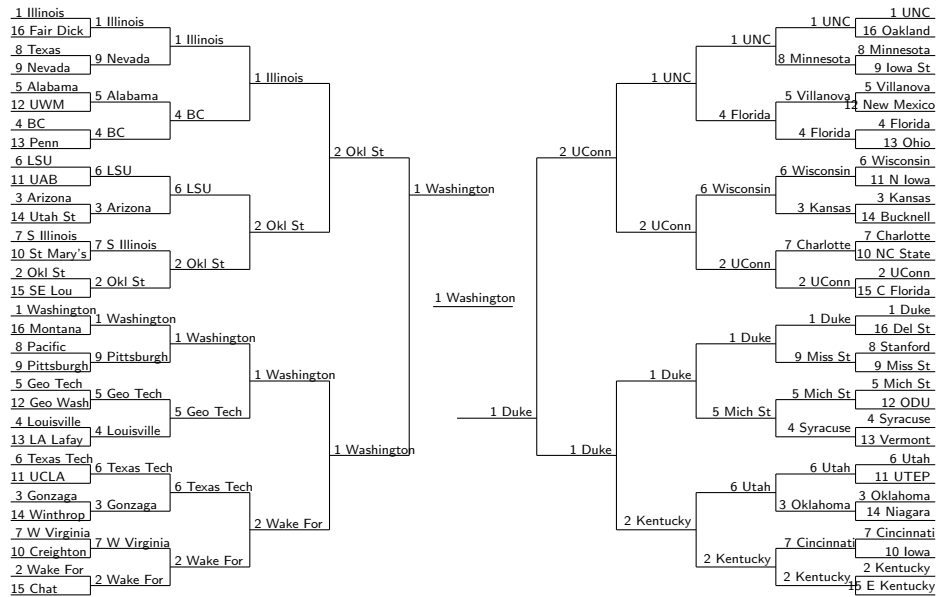 1 Illinois
16 Fair Dick
8 Texas
9 Nevada
5 Alabama
12 UWM
4 BC
13 Penn
6 LSU
11 UAB
3 Arizona
14 Utah St
7 S Illinois
10 St Mary's
2 Okl St
15 SE Lou
1 Washington
16 Montana
8 Pacific
9 Pittsburgh
5 Geo Tech
12 Geo Wash
4 Louisville
13 LA Lafay
6 Texas Tech
11 UCLA
3 Gonzaga
14 Winthrop
7 W Virginia
10 Creighton
2 Wake For
15 Chat
1 Illinois
9 Nevada
5 Alabama
4 BC
6 LSU
3 Arizona
7 S Illinois
2 Okl St
1 Washington
9 Pittsburgh
5 Geo Tech
4 Louisville
6 Texas Tech
3 Gonzaga
7 W Virginia
2 Wake For
1 Illinois
4 BC
6 LSU
2 Okl St
1 Washington
5 Geo Tech
6 Texas Tech
2 Wake For
1 Illinois
2 Okl St
1 Washington
2 Wake For
2 Okl St
1 Washington
1 Washington
1 Washington
1 Duke
2 UConn
1 Duke
1 UNC
2 UConn
1 Duke
2 Kentucky
1 UNC
4 Florida
6 Wisconsin
2 UConn
1 Duke
5 Mich St
6 Utah
2 Kentucky
1 UNC
8 Minnesota
5 Villanova
4 Florida
6 Wisconsin
3 Kansas
7 Charlotte
2 UConn
1 Duke
9 Miss St
5 Mich St
4 Syracuse
6 Utah
3 Oklahoma
7 Cincinnati
2 Kentucky
1 UNC
16 Oakland
8 Minnesota
9 Iowa St
5 Villanova
12 New Mexico
4 Florida
13 Ohio
6 Wisconsin
11 N Iowa
3 Kansas
14 Bucknell
7 Charlotte
10 NC State
2 UConn
15 C Florida
1 Duke
16 Del St
8 Stanford
9 Miss St
5 Mich St
12 ODU
4 Syracuse
13 Vermont
6 Utah
11 UTEP
3 Oklahoma
14 Niagara
7 Cincinnati
10 Iowa
2 Kentucky
15 E Kentucky